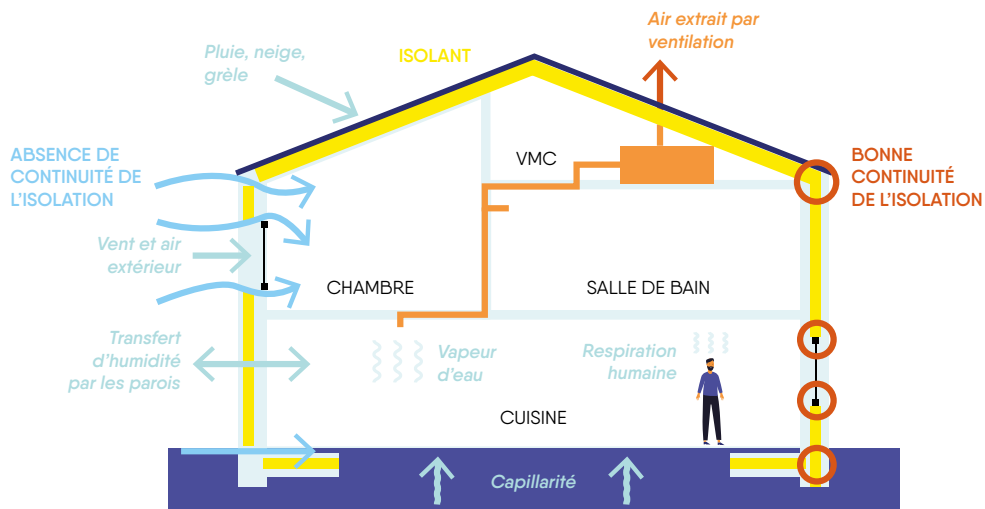 Air extrait par
ventilation
Pluie, neige,
grêle
ISOLANT
ABSENCE DE
CONTINUITÉ DE
L'ISOLATION
VMC
BONNE
CONTINUITÉ
DE L'ISOLATION
Vent et air
extérieur
CHAMBRE
SALLE DE BAIN
Transfert
d'humidité
par les parois
Vapeur
d'eau
Respiration
humaine
CUISINE
Capillarité